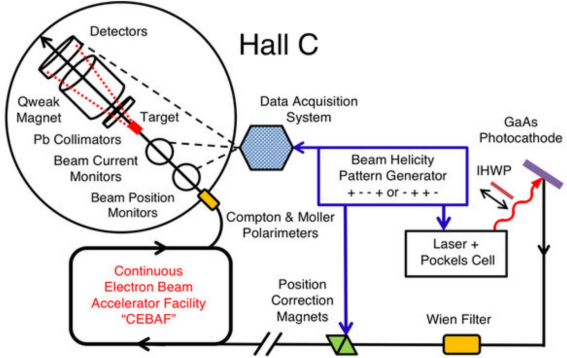 Detectors
Hall C
Qweak
Magnet
Target
Data Acquisition
System
GaAs
Photocathode
Pb Collimators
Beam Current
Monitors
Beam Helicity
Pattern Generator
+ - - + or - + + -
IHWP
Beam Position
Monitors
Compton & Moller
Polarimeters
Laser +
Pockels Cell
Continuous
Electron Beam
Accelerator Facility
“CEBAF”
Position
Correction
Magnets
Wien Filter